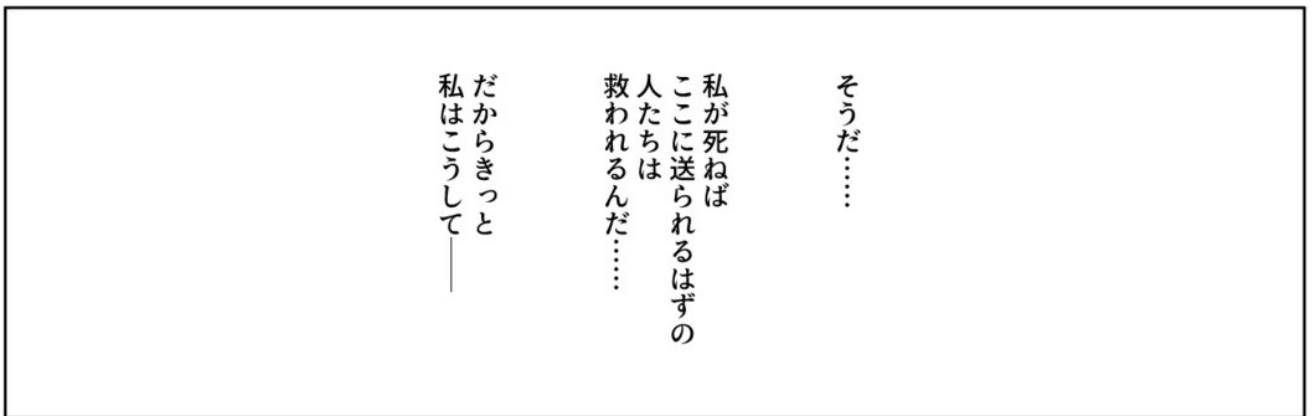 そうだ……
私が死ねば
ここに送られるはずの
人たちは
救われるんだ……
だからきっと
私はこうして──